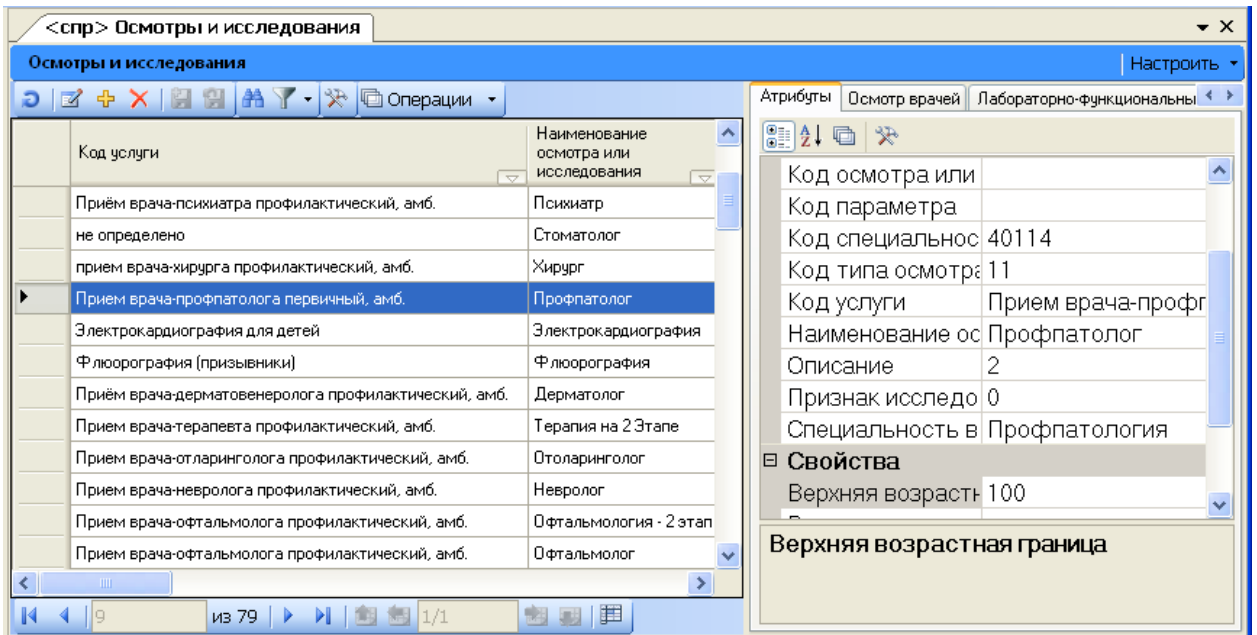 <спр> Осмотры и исследования
Осмотры и исследования
Настроить
Операции
Атрибуты
Осмотр врачей
Лабораторно-функциональны
Код услуги
Наименование
осмотра или
исследования
Приём врача-психиатра профилактический, амб. Психиатр
не определено Стоматолог
прием врача-хирурга профилактический, амб. Хирург
Прием врача-профпатолога первичный, амб. Профпатолог
Электрокардиография для детей Электрокардиография
Флюорография (призывники) Флюорография
Приём врача-дерматовенеролога профилактический, амб. Дерматолог
Прием врача-терапевта профилактический, амб. Терапия на 2 Этапе
Прием врача-отларинголога профилактический, амб. Отоларинголог
Прием врача-невролога профилактический, амб. Невролог
Прием врача-офтальмолога профилактический, амб. Офтальмология - 2 этап
Прием врача-офтальмолога профилактический, амб. Офтальмолог
9 из 79 1/1
Код осмотра или
Код параметра
Код специальнос 40114
Код типа осмотра 11
Код услуги Прием врача-профп
Наименование ос Профпатолог
Описание 2
Признак исследо 0
Специальность в Профпатология
Свойства
Верхняя возрастн 100
Верхняя возрастная граница